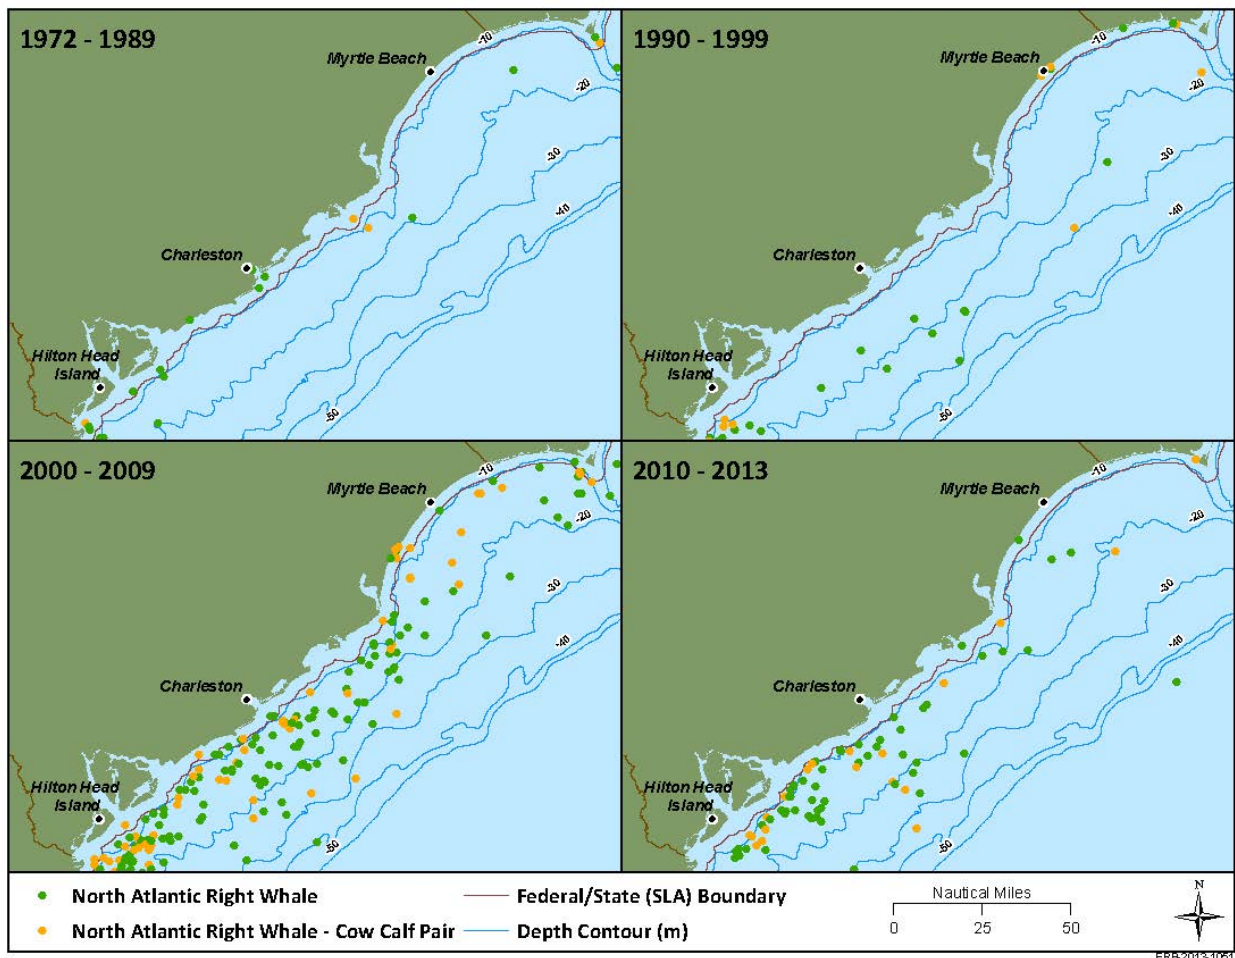 1972 - 1989
Myrtle Beach
Charleston
Hilton Head
Island
-10
-20
-30
-40
-50
1990 - 1999
Myrtle Beach
Charleston
Hilton Head
Island
-10
-20
-30
-40
-50
2000 - 2009
Myrtle Beach
Charleston
Hilton Head
Island
-10
-20
-30
-40
-50
2010 - 2013
Myrtle Beach
Charleston
Hilton Head
Island
-10
-20
-30
-40
-50
North Atlantic Right Whale
North Atlantic Right Whale - Cow Calf Pair
Federal/State (SLA) Boundary
Depth Contour (m)
Nautical Miles
0 25 50
N
ERB-2013-1051